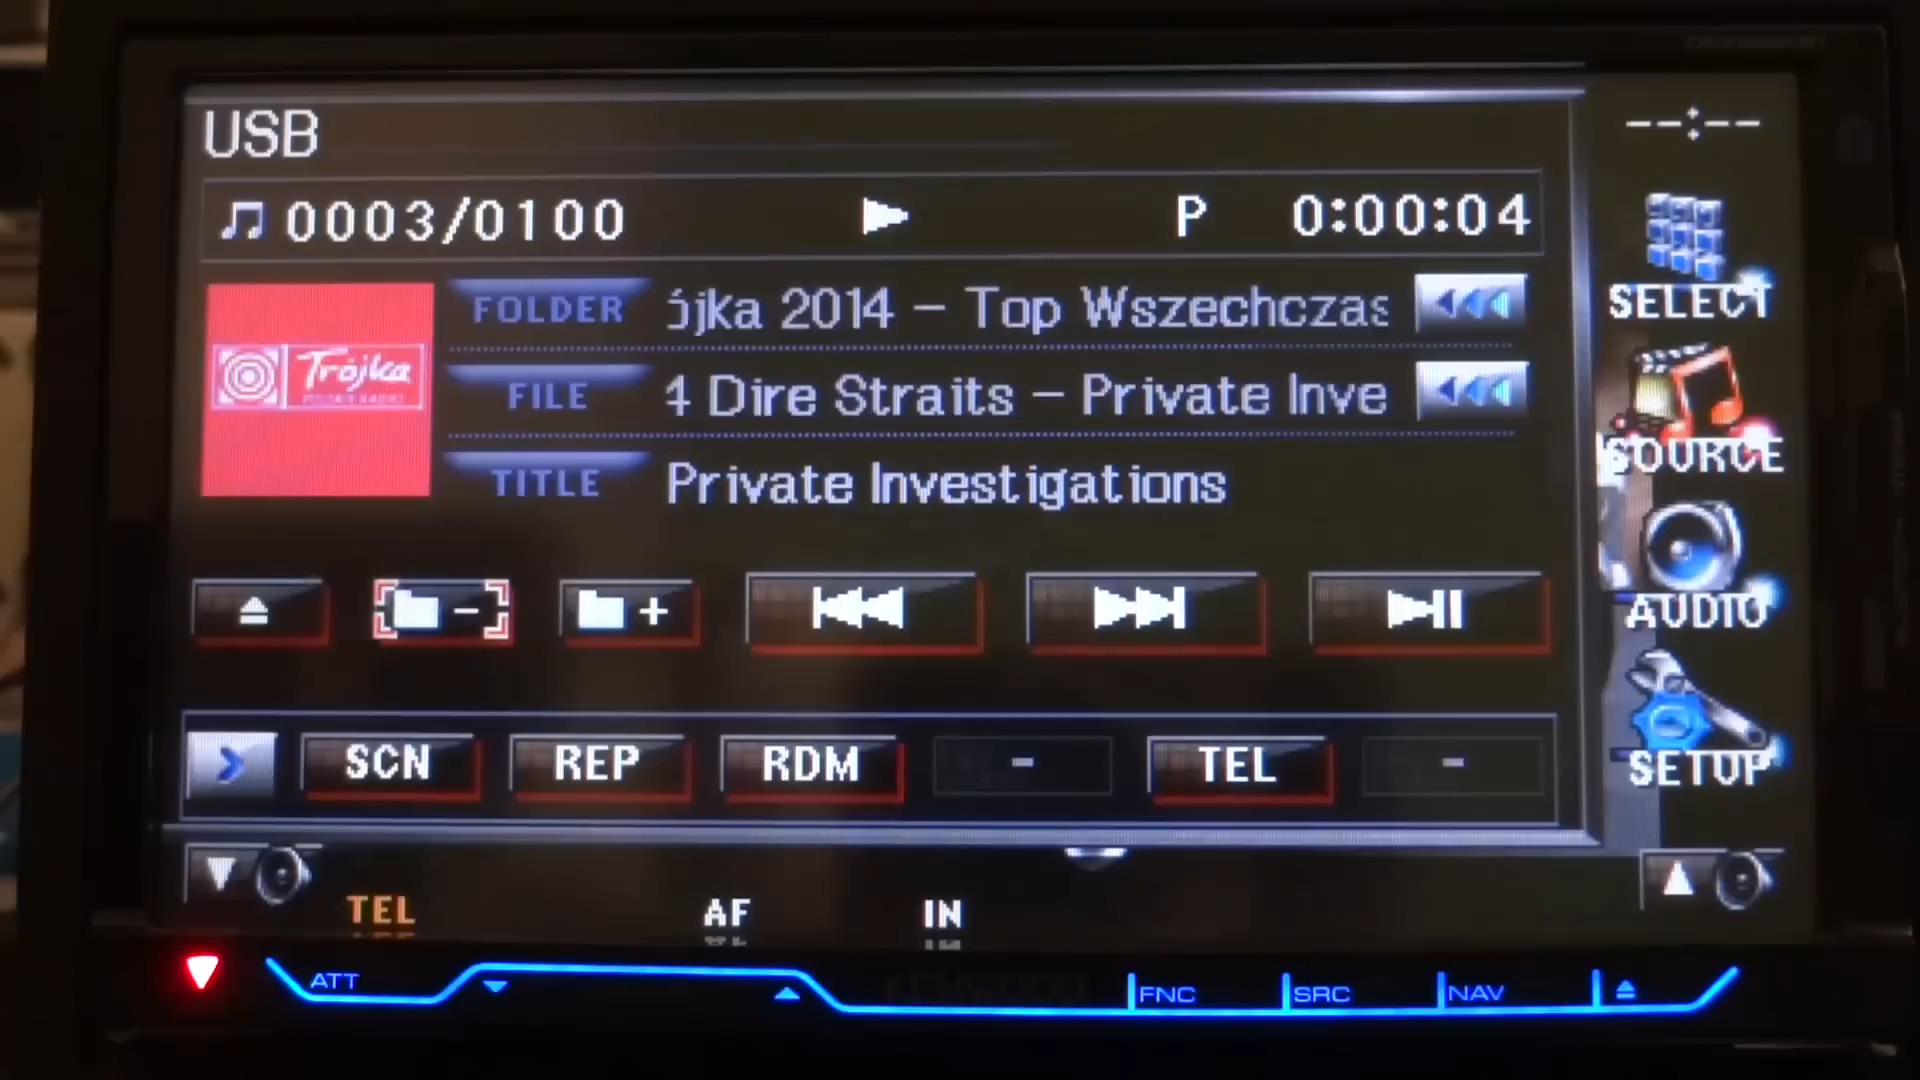 USB
--:--
0003/0100 P 0:00:04
SELECT
FOLDER ójka 2014 - Top Wszechczas
Trójka
FILE 4 Dire Straits - Private Inve
SOURCE
TITLE Private Investigations
AUDIO
- +
SCN REP RDM - TEL -
SETUP
TEL AF IN
ATT FNC SRC NAV